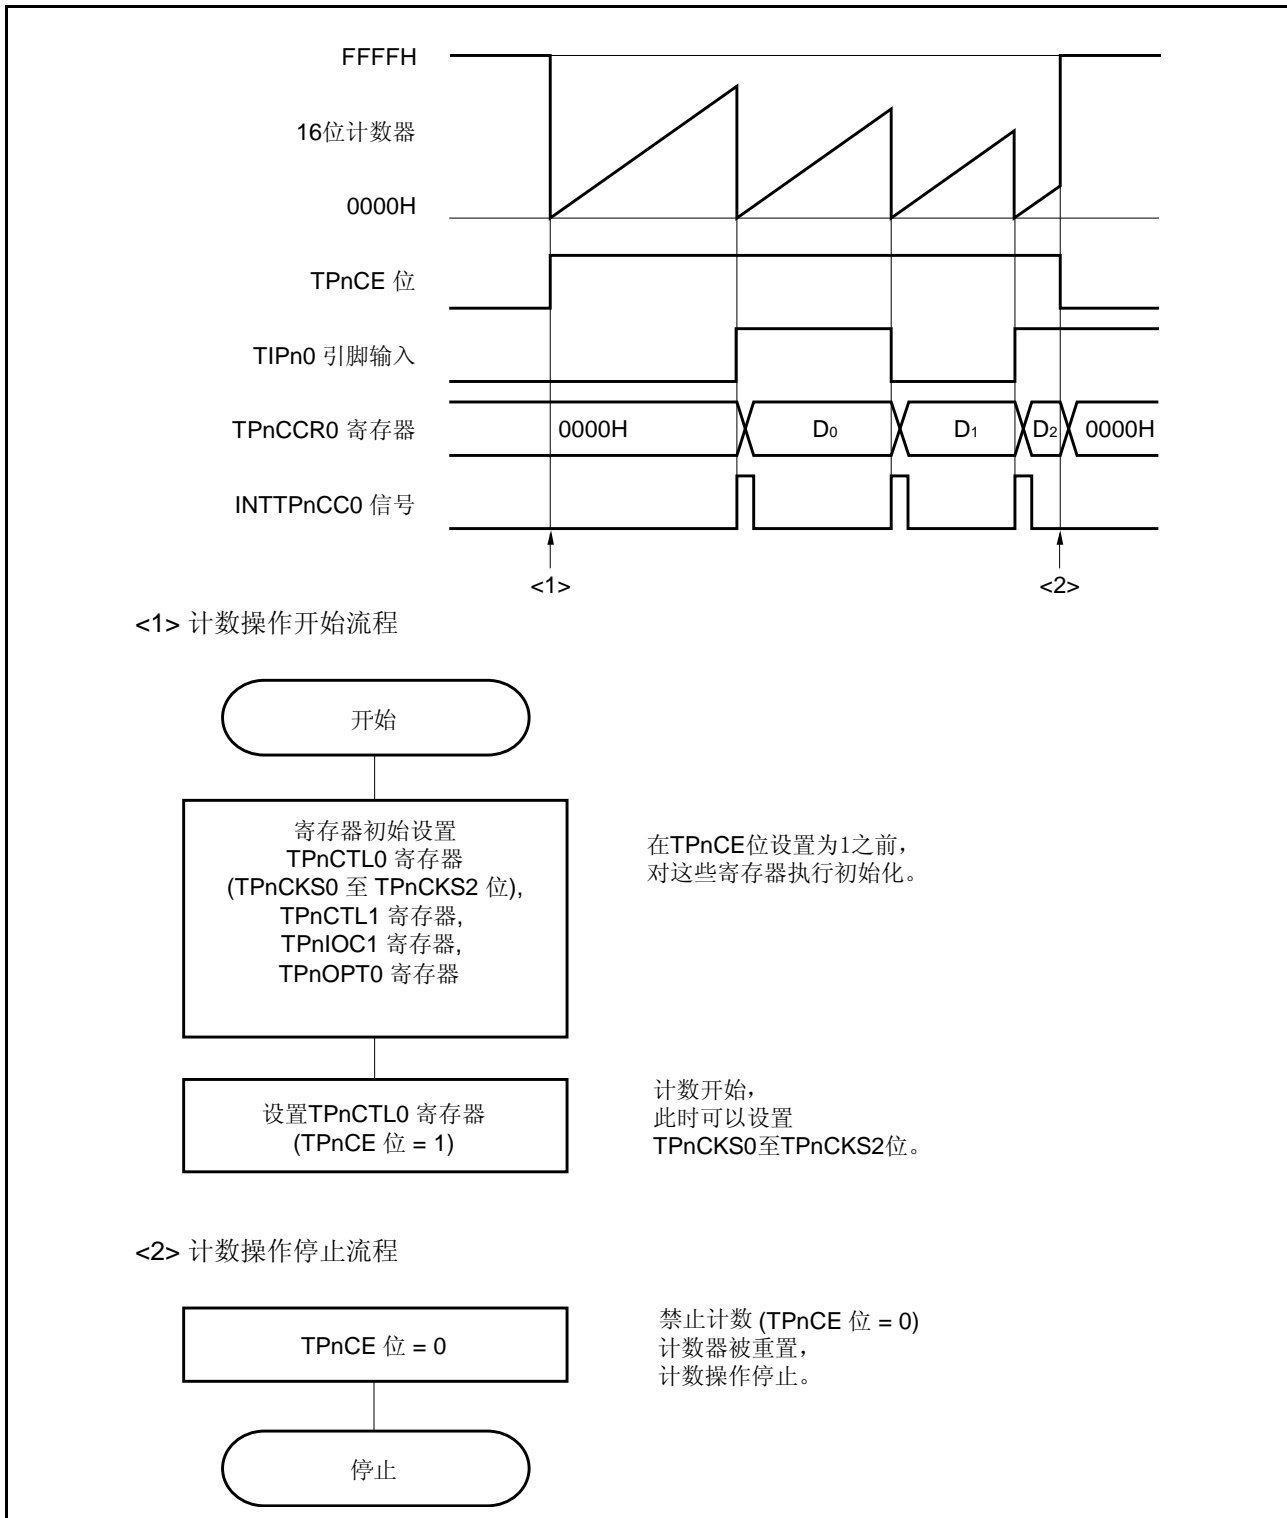 FFFFH
16位计数器
0000H
TPnCE 位
TIPn0 引脚输入
TPnCCR0 寄存器
0000H D0 D1 D2 0000H
INTTPnCC0 信号
<1> <2>
<1> 计数操作开始流程
开始
寄存器初始设置
TPnCTL0 寄存器
(TPnCKS0 至 TPnCKS2 位),
TPnCTL1 寄存器,
TPnIOC1 寄存器,
TPnOPT0 寄存器
在TPnCE位设置为1之前，
对这些寄存器执行初始化。
设置TPnCTL0 寄存器
(TPnCE 位 = 1)
计数开始，
此时可以设置
TPnCKS0至TPnCKS2位。
<2> 计数操作停止流程
TPnCE 位 = 0
禁止计数 (TPnCE 位 = 0)
计数器被重置，
计数操作停止。
停止